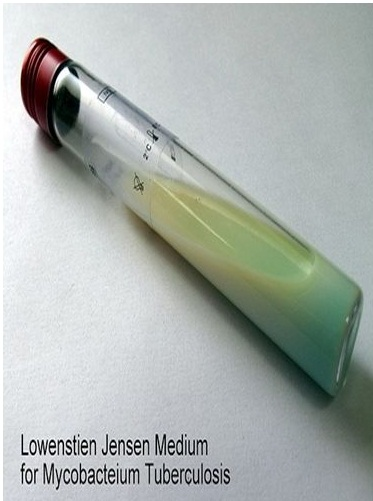 Lowenstien Jensen Medium
for Mycobacteium Tuberculosis